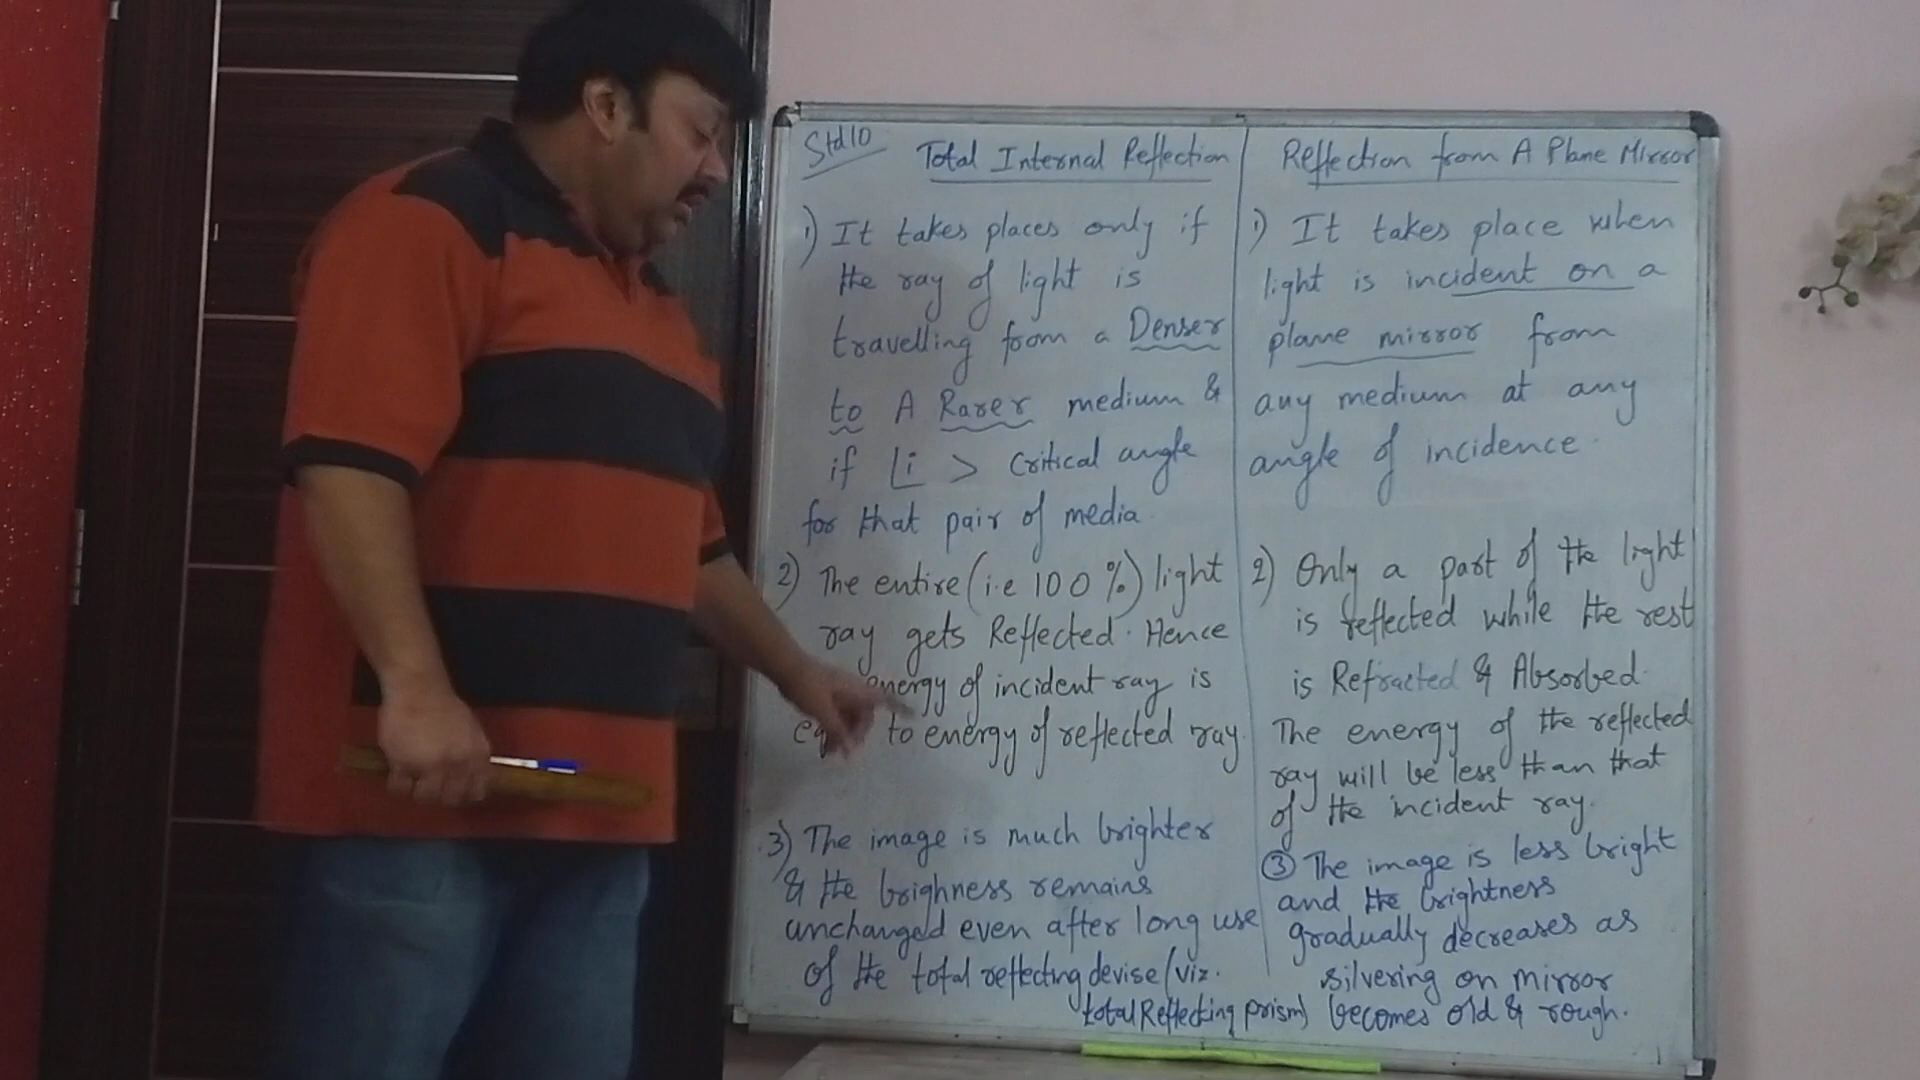 Std 10
Total Internal Reflection
1) It takes places only if
the ray of light is
travelling from a Denser
to A Rarer medium &
if ∠i > Critical angle
for that pair of media
2) The entire (i.e 100%) light
ray gets Reflected. Hence
energy of incident ray is
to energy of reflected ray.
3) The image is much brighter
& the brighness remains
unchanged even after long use
of the total reflecting devise (viz.
total Reflecting prism)
Reflection from A Plane Mirror
1) It takes place when
light is incident on a
plane mirror from
any medium at any
angle of incidence.
2) Only a part of the light
is reflected while the rest
is Refracted & Absorbed.
The energy of the reflected
ray will be less than that
of the incident ray.
③ The image is less bright
and the brightness
gradually decreases as
silvering on mirror
becomes old & rough.